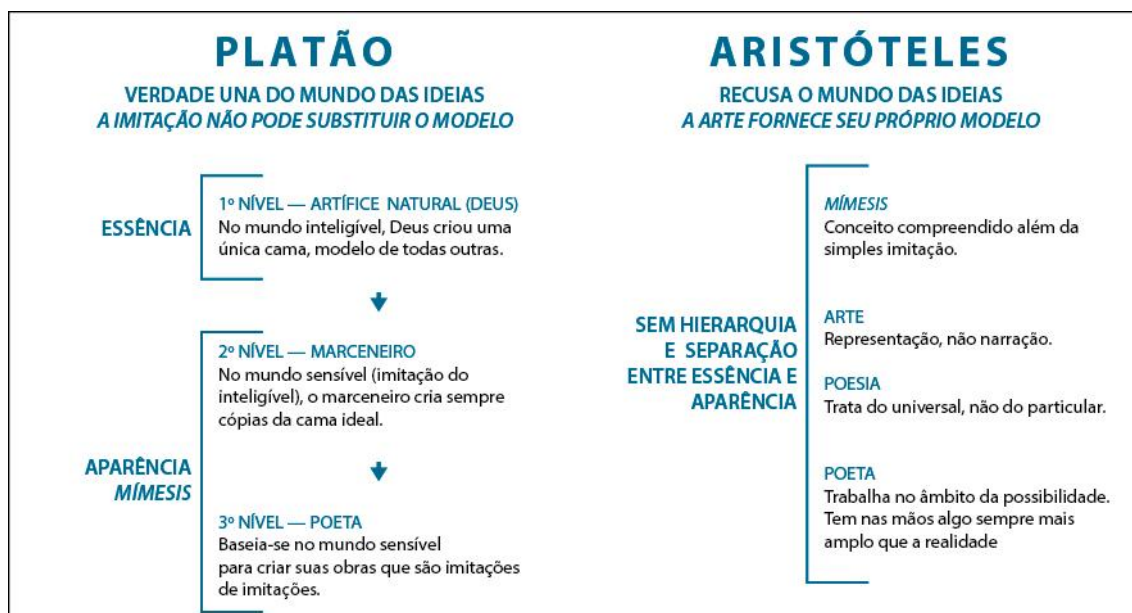 PLATÃO
VERDADE UNA DO MUNDO DAS IDEIAS
A IMITAÇÃO NÃO PODE SUBSTITUIR O MODELO
ESSÊNCIA
1º NÍVEL — ARTÍFICE NATURAL (DEUS)
No mundo inteligível, Deus criou uma
única cama, modelo de todas outras.
2º NÍVEL — MARCENEIRO
No mundo sensível (imitação do
inteligível), o marceneiro cria sempre
cópias da cama ideal.
APARÊNCIA
MÍMESIS
3º NÍVEL — POETA
Baseia-se no mundo sensível
para criar suas obras que são imitações
de imitações.
ARISTÓTELES
RECUSA O MUNDO DAS IDEIAS
A ARTE FORNECE SEU PRÓPRIO MODELO
SEM HIERARQUIA
E SEPARAÇÃO
ENTRE ESSÊNCIA E
APARÊNCIA
MÍMESIS
Conceito compreendido além da
simples imitação.
ARTE
Representação, não narração.
POESIA
Trata do universal, não do particular.
POETA
Trabalha no âmbito da possibilidade.
Tem nas mãos algo sempre mais
amplo que a realidade